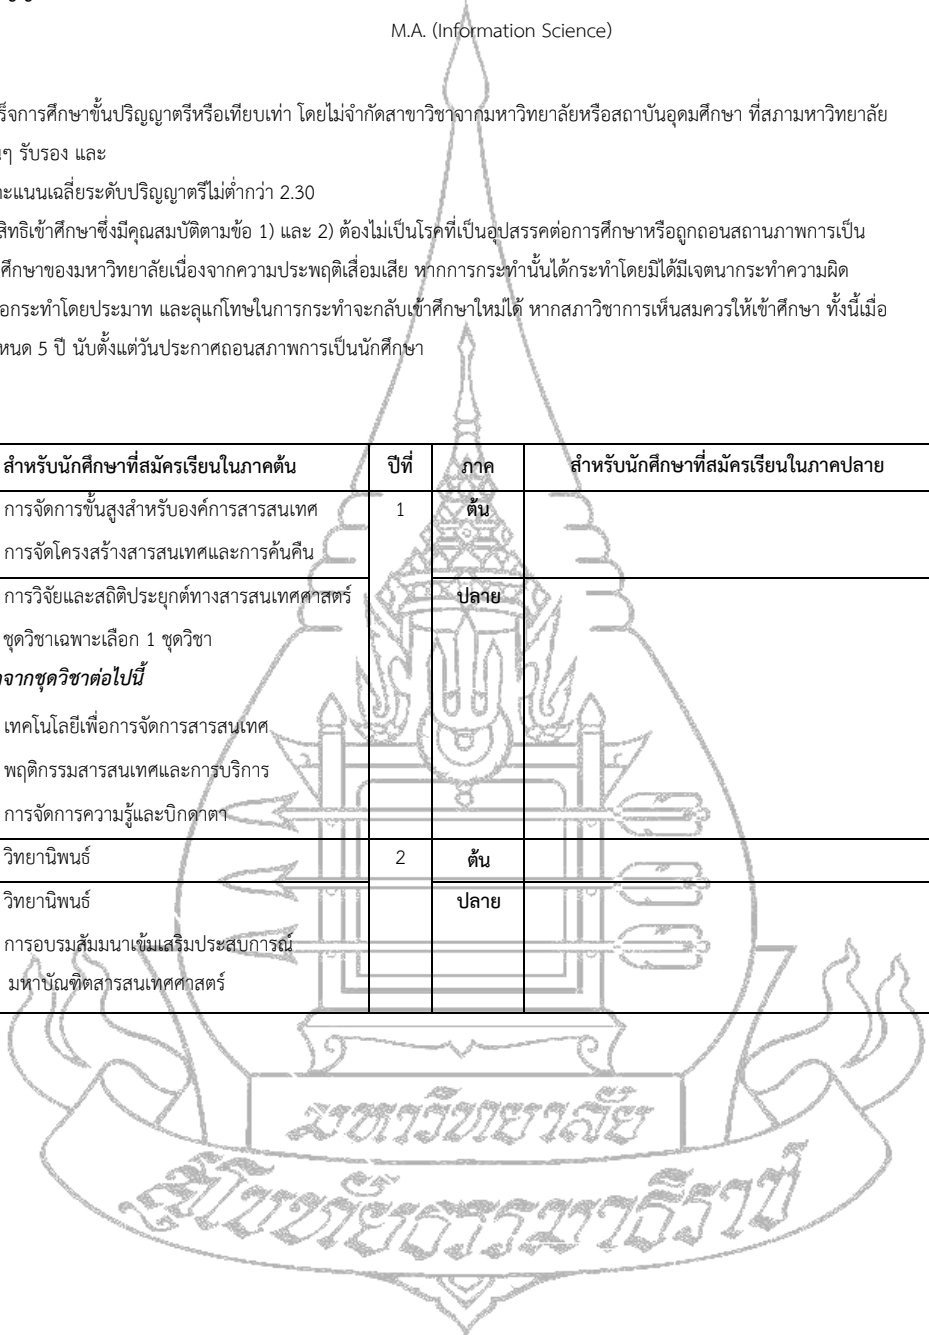 M.A. (Information Science)
ร็จการศึกษาขั้นปริญญาตรีหรือเทียบเท่า โดยไม่จำกัดสาขาวิชาจากมหาวิทยาลัยหรือสถาบันอุดมศึกษา ที่สภามหาวิทยาลัย
นๆ รับรอง และ
คะแนนเฉลี่ยระดับปริญญาตรีไม่ต่ำกว่า 2.30
สิทธิเข้าศึกษาซึ่งมีคุณสมบัติตามข้อ 1) และ 2) ต้องไม่เป็นโรคที่เป็นอุปสรรคต่อการศึกษาหรือถูกถอนสถานภาพการเป็น
ศึกษาของมหาวิทยาลัยเนื่องจากความประพฤติเสื่อมเสีย หากการกระทำนั้นได้กระทำโดยมิได้มีเจตนากระทำความผิด
อกระทำโดยประมาท และลุแก่โทษในการกระทำจะกลับเข้าศึกษาใหม่ได้ หากสภาวิชาการเห็นสมควรให้เข้าศึกษา ทั้งนี้เมื่อ
หนด 5 ปี นับตั้งแต่วันประกาศถอนสภาพการเป็นนักศึกษา
สำหรับนักศึกษาที่สมัครเรียนในภาคต้น ปีที่ ภาค สำหรับนักศึกษาที่สมัครเรียนในภาคปลาย
การจัดการขั้นสูงสำหรับองค์การสารสนเทศ 1 ต้น
การจัดโครงสร้างสารสนเทศและการค้นคืน
การวิจัยและสถิติประยุกต์ทางสารสนเทศศาสตร์ ปลาย
ชุดวิชาเฉพาะเลือก 1 ชุดวิชา
จากชุดวิชาต่อไปนี้
เทคโนโลยีเพื่อการจัดการสารสนเทศ
พฤติกรรมสารสนเทศและการบริการ
การจัดการความรู้และบิกดาตา
วิทยานิพนธ์ 2 ต้น
วิทยานิพนธ์ ปลาย
การอบรมสัมมนาเข้มเสริมประสบการณ์
มหาบัณฑิตสารสนเทศศาสตร์
มหาวิทยาลัย
สุโขทัยธรรมาธิราช